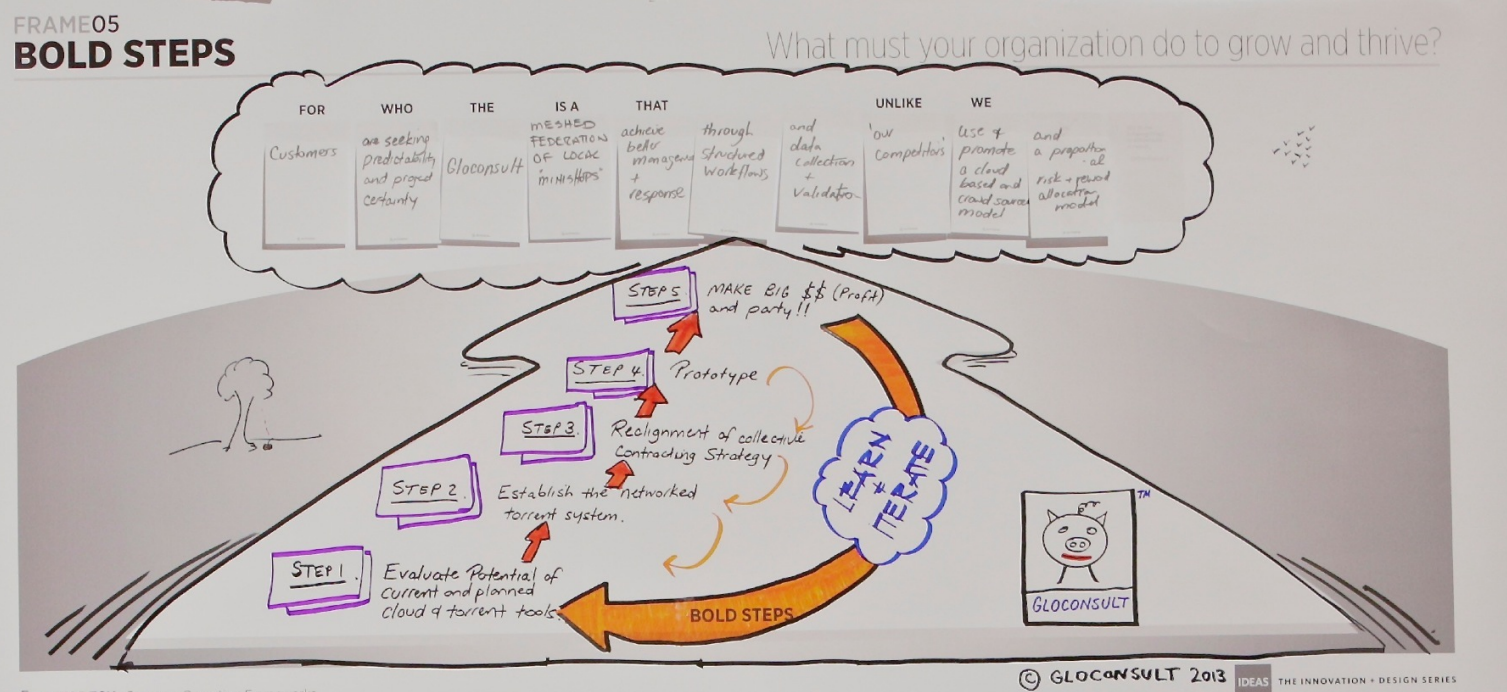 FRAME05
BOLD STEPS
What must your organization do to grow and thrive?
FOR
Customers
WHO
are seeking
predictability
and project
certainty
THE
Gloconsult
IS A
MESHED
FEDERATION
OF LOCAL
"MINISHOPS"
THAT
achieve
better
+
response
through
structured
workflows
and
data
collection
+
UNLIKE
our
competitors'
WE
use &
promote
a cloud
based and
model
and
a proportion
al
risk + reward
allocation
model
STEP 5
MAKE BIG $$ (Profit)
and party!!
STEP 4.
Prototype
STEP 3.
Realignment of collective
Contracting Strategy
STEP 2.
Establish the networked
torrent system.
STEP 1.
Evaluate Potential of
current and planned
cloud & torrent tools.
LEARN
+
ITERATE
BOLD STEPS
TM
GLOCONSULT
© GLOCONSULT 2013
IDEAS THE INNOVATION + DESIGN SERIES